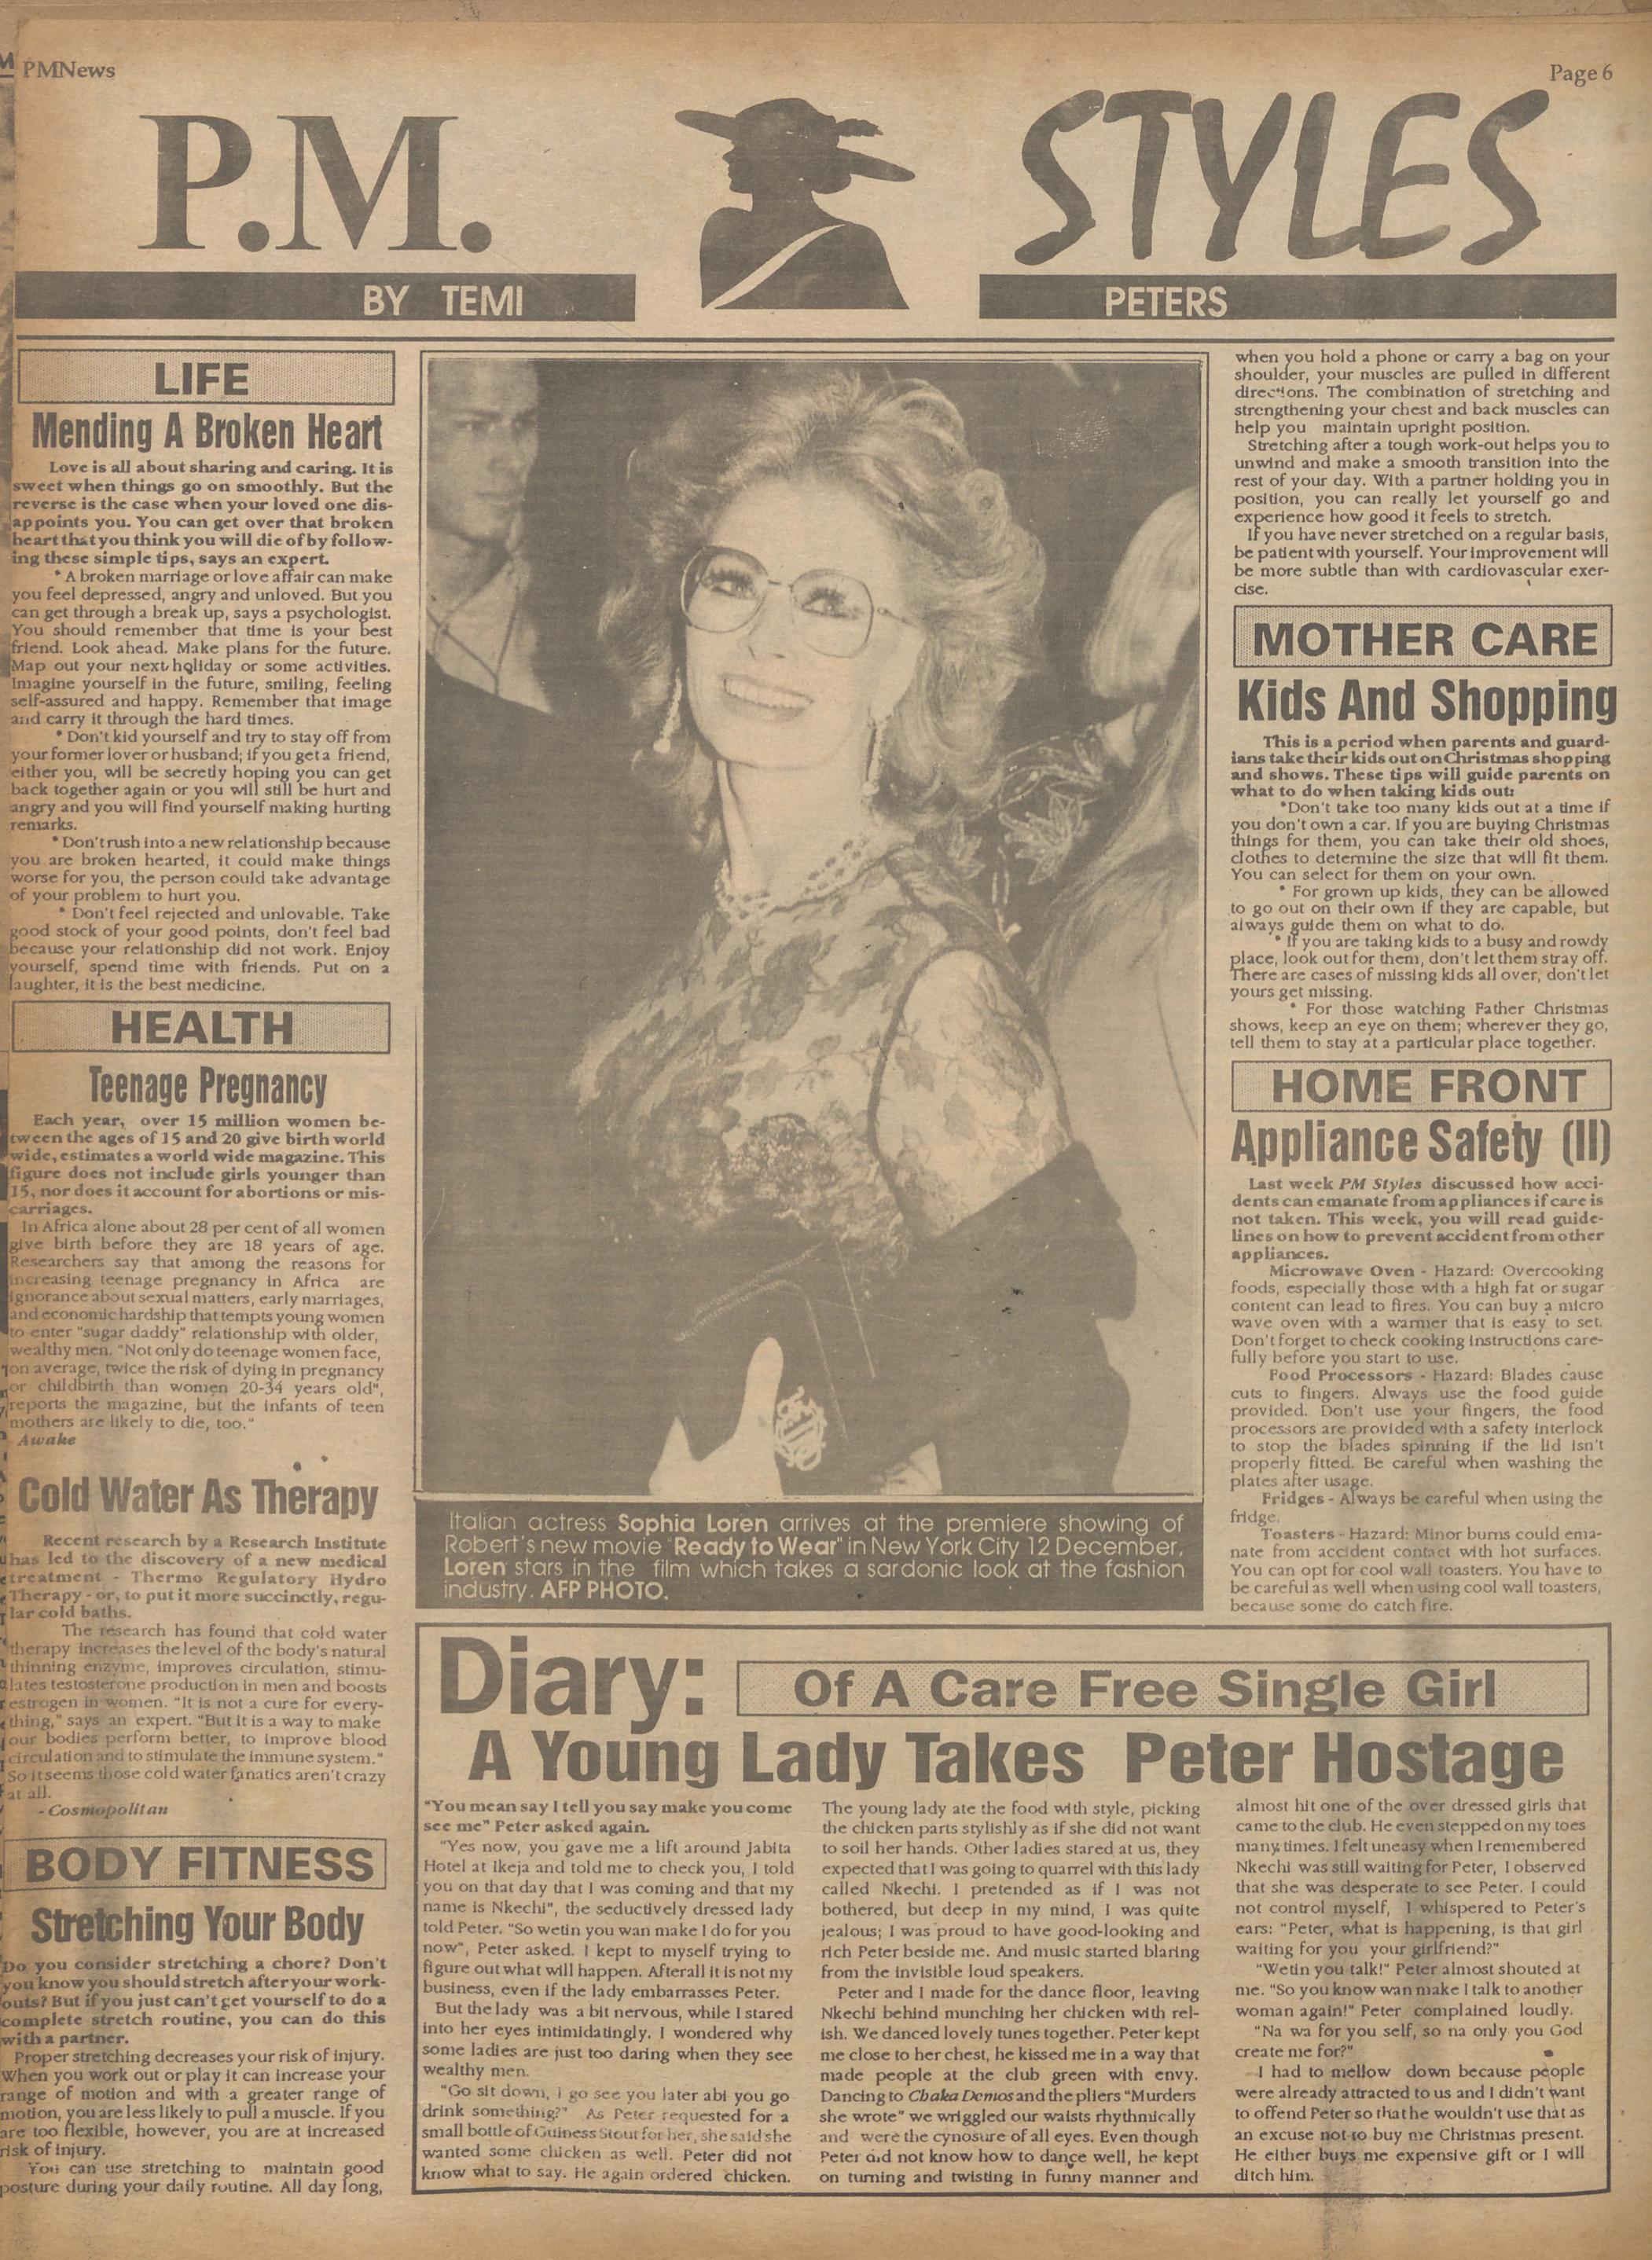 PMNews
Page 6
P.M. STYLES
BY TEMI PETERS
LIFE
Mending A Broken Heart
Love is all about sharing and caring. It is
sweet when things go on smoothly. But the
reverse is the case when your loved one dis-
appoints you. You can get over that broken
heart that you think you will die of by follow-
ing these simple tips, says an expert.
* A broken marriage or love affair can make
you feel depressed, angry and unloved. But you
can get through a break up, says a psychologist.
You should remember that time is your best
friend. Look ahead. Make plans for the future.
Map out your next holiday or some activities.
Imagine yourself in the future, smiling, feeling
self-assured and happy. Remember that image
and carry it through the hard times.
* Don't kid yourself and try to stay off from
your former lover or husband; if you get a friend,
either you, will be secretly hoping you can get
back together again or you will still be hurt and
angry and you will find yourself making hurting
remarks.
* Don't rush into a new relationship because
you are broken hearted, it could make things
worse for you, the person could take advantage
of your problem to hurt you.
* Don't feel rejected and unlovable. Take
good stock of your good points, don't feel bad
because your relationship did not work. Enjoy
yourself, spend time with friends. Put on a
laughter, it is the best medicine.
HEALTH
Teenage Pregnancy
Each year, over 15 million women be-
tween the ages of 15 and 20 give birth world
wide, estimates a world wide magazine. This
figure does not include girls younger than
15, nor does it account for abortions or mis-
carriages.
In Africa alone about 28 per cent of all women
give birth before they are 18 years of age.
Researchers say that among the reasons for
increasing teenage pregnancy in Africa are
ignorance about sexual matters, early marriages,
and economic hardship that tempts young women
to enter "sugar daddy" relationship with older,
wealthy men. "Not only do teenage women face,
on average, twice the risk of dying in pregnancy
or childbirth than women 20-34 years old",
reports the magazine, but the infants of teen
mothers are likely to die, too."
Awake
Cold Water As Therapy
Recent research by a Research Institute
has led to the discovery of a new medical
treatment - Thermo Regulatory Hydro
Therapy - or, to put it more succinctly, regu-
lar cold baths.
The research has found that cold water
therapy increases the level of the body's natural
thinning enzyme, improves circulation, stimu-
lates testosterone production in men and boosts
estrogen in women. "It is not a cure for every-
thing," says an expert. "But it is a way to make
our bodies perform better, to improve blood
circulation and to stimulate the immune system."
So it seems those cold water fanatics aren't crazy
at all.
- Cosmopolitan
BODY FITNESS
Stretching Your Body
Do you consider stretching a chore? Don't
you know you should stretch after your work-
outs? But if you just can't get yourself to do a
complete stretch routine, you can do this
with a partner.
Proper stretching decreases your risk of injury.
When you work out or play it can increase your
range of motion and with a greater range of
motion, you are less likely to pull a muscle. If you
are too flexible, however, you are at increased
risk of injury.
You can use stretching to maintain good
posture during your daily routine. All day long,
when you hold a phone or carry a bag on your
shoulder, your muscles are pulled in different
directions. The combination of stretching and
strengthening your chest and back muscles can
help you maintain upright position.
Stretching after a tough work-out helps you to
unwind and make a smooth transition into the
rest of your day. With a partner holding you in
position, you can really let yourself go and
experience how good it feels to stretch.
If you have never stretched on a regular basis,
be patient with yourself. Your improvement will
be more subtle than with cardiovascular exer-
cise.
Italian actress Sophia Loren arrives at the premiere showing of
Robert's new movie "Ready to Wear" in New York City 12 December,
Loren stars in the film which takes a sardonic look at the fashion
industry. AFP PHOTO.
MOTHER CARE
Kids And Shopping
This is a period when parents and guard-
ians take their kids out on Christmas shopping
and shows. These tips will guide parents on
what to do when taking kids out:
*Don't take too many kids out at a time if
you don't own a car. If you are buying Christmas
things for them, you can take their old shoes,
clothes to determine the size that will fit them.
You can select for them on your own.
* For grown up kids, they can be allowed
to go out on their own if they are capable, but
always guide them on what to do.
* If you are taking kids to a busy and rowdy
place, look out for them, don't let them stray off.
There are cases of missing kids all over, don't let
yours get missing.
* For those watching Father Christmas
shows, keep an eye on them; wherever they go,
tell them to stay at a particular place together.
HOME FRONT
Appliance Safety (II)
Last week PM Styles discussed how acci-
dents can emanate from appliances if care is
not taken. This week, you will read guide-
lines on how to prevent accident from other
appliances.
Microwave Oven - Hazard: Overcooking
foods, especially those with a high fat or sugar
content can lead to fires. You can buy a micro
wave oven with a warmer that is easy to set.
Don't forget to check cooking instructions care-
fully before you start to use.
Food Processors - Hazard: Blades cause
cuts to fingers. Always use the food guide
provided. Don't use your fingers, the food
processors are provided with a safety interlock
to stop the blades spinning if the lid isn't
properly fitted. Be careful when washing the
plates after usage.
Fridges - Always be careful when using the
fridge.
Toasters - Hazard: Minor burns could ema-
nate from accident contact with hot surfaces.
You can opt for cool wall toasters. You have to
be careful as well when using cool wall toasters,
because some do catch fire.
Diary: Of A Care Free Single Girl
A Young Lady Takes Peter Hostage
"You mean say I tell you say make you come
see me" Peter asked again.
"Yes now, you gave me a lift around Jabita
Hotel at Ikeja and told me to check you, I told
you on that day that I was coming and that my
name is Nkechi", the seductively dressed lady
told Peter. "So wetin you wan make I do for you
now", Peter asked. I kept to myself trying to
figure out what will happen. Afterall it is not my
business, even if the lady embarrasses Peter.
But the lady was a bit nervous, while I stared
into her eyes intimidatingly. I wondered why
some ladies are just too daring when they see
wealthy men.
"Go sit down, i go see you later abi you go
drink something?" As Peter requested for a
small bottle of Guiness Stout for her, she said she
wanted some chicken as well. Peter did not
know what to say. He again ordered chicken.
The young lady ate the food with style, picking
the chicken parts stylishly as if she did not want
to soil her hands. Other ladies stared at us, they
expected that I was going to quarrel with this lady
called Nkechi. I pretended as if I was not
bothered, but deep in my mind, I was quite
jealous; I was proud to have good-looking and
rich Peter beside me. And music started blaring
from the invisible loud speakers.
Peter and I made for the dance floor, leaving
Nkechi behind munching her chicken with rel-
ish. We danced lovely tunes together. Peter kept
me close to her chest, he kissed me in a way that
made people at the club green with envy.
Dancing to Chaka Demos and the pliers "Murders
she wrote" we wriggled our waists rhythmically
and were the cynosure of all eyes. Even though
Peter did not know how to dance well, he kept
on turning and twisting in funny manner and
almost hit one of the over dressed girls that
came to the club. He even stepped on my toes
many times. I felt uneasy when I remembered
Nkechi was still waiting for Peter, I observed
that she was desperate to see Peter. I could
not control myself, I whispered to Peter's
ears: "Peter, what is happening, is that girl
waiting for you your girlfriend?"
"Wetin you talk!" Peter almost shouted at
me. "So you know wan make I talk to another
woman again!" Peter complained loudly.
"Na wa for you self, so na only you God
create me for?"
I had to mellow down because people
were already attracted to us and I didn't want
to offend Peter so that he wouldn't use that as
an excuse not to buy me Christmas present.
He either buys me expensive gift or I will
ditch him.